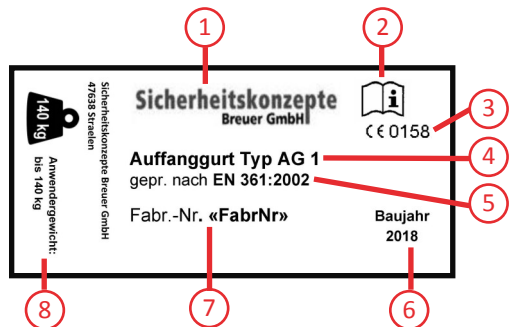 1
2
3
4
5
6
7
8
140 kg
Anwendergewicht:
bis 140 kg
Sicherheitskonzepte Breuer GmbH
47638 Straelen
Sicherheitskonzepte
Breuer GmbH
i
CE 0158
Auffanggurt Typ AG 1
gepr. nach EN 361:2002
Fabr.-Nr. «FabrNr»
Baujahr
2018